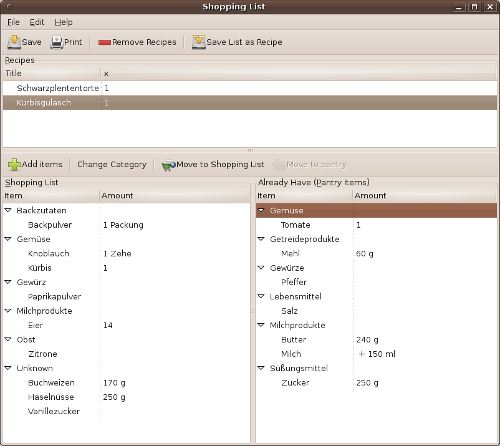 Shopping List
File Edit Help
Save Print Remove Recipes Save List as Recipe
Recipes
Title x
Schwarzplententorte 1
Kürbisgulasch 1
Add items Change Category Move to Shopping List Move to pantry
Shopping List
Item Amount
Backzutaten
Backpulver 1 Packung
Gemüse
Knoblauch 1 Zehe
Kürbis 1
Gewürz
Paprikapulver
Milchprodukte
Eier 14
Obst
Zitrone
Unknown
Buchweizen 170 g
Haselnüsse 250 g
Vanillezucker
Already Have (Pantry Items)
Item Amount
Gemuse
Tomate 1
Getreideprodukte
Mehl 60 g
Gewürze
Pfeffer
Lebensmittel
Salz
Milchprodukte
Butter 240 g
Milch + 150 ml
Süßungsmittel
Zucker 250 g